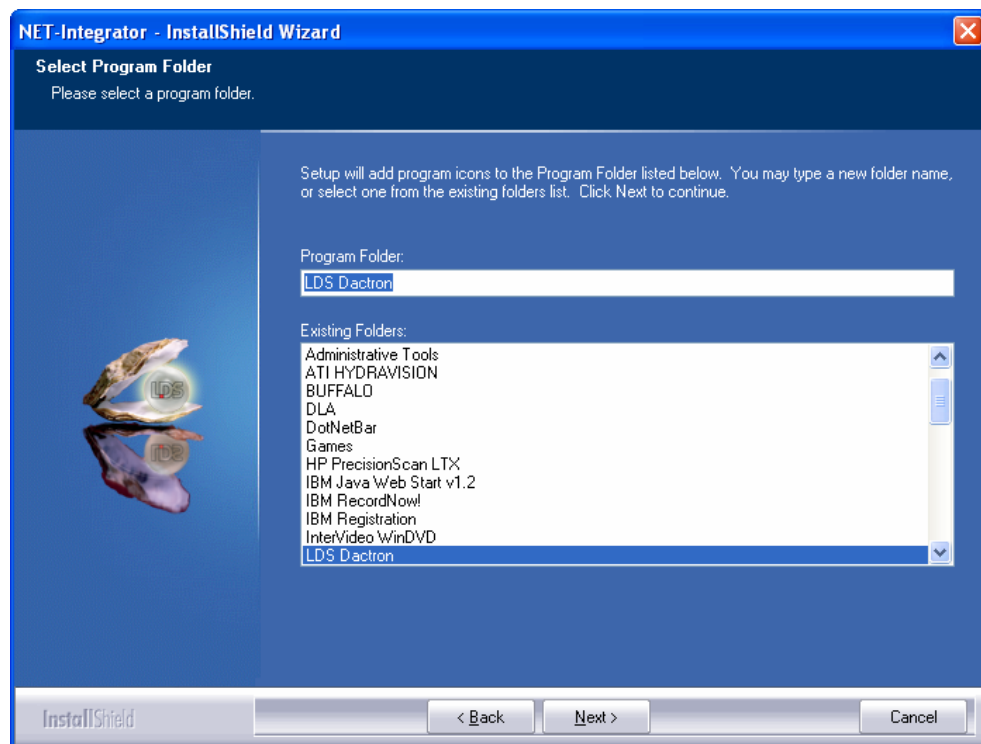 NET-Integrator - InstallShield Wizard
Select Program Folder
Please select a program folder.
Setup will add program icons to the Program Folder listed below. You may type a new folder name,
or select one from the existing folders list. Click Next to continue.
Program Folder:
LDS Dactron
Existing Folders:
Administrative Tools
ATI HYDRAVISION
BUFFALO
DLA
DotNetBar
Games
HP PrecisionScan LTX
IBM Java Web Start v1.2
IBM RecordNow!
IBM Registration
InterVideo WinDVD
LDS Dactron
LDS
InstallShield
< Back
Next >
Cancel